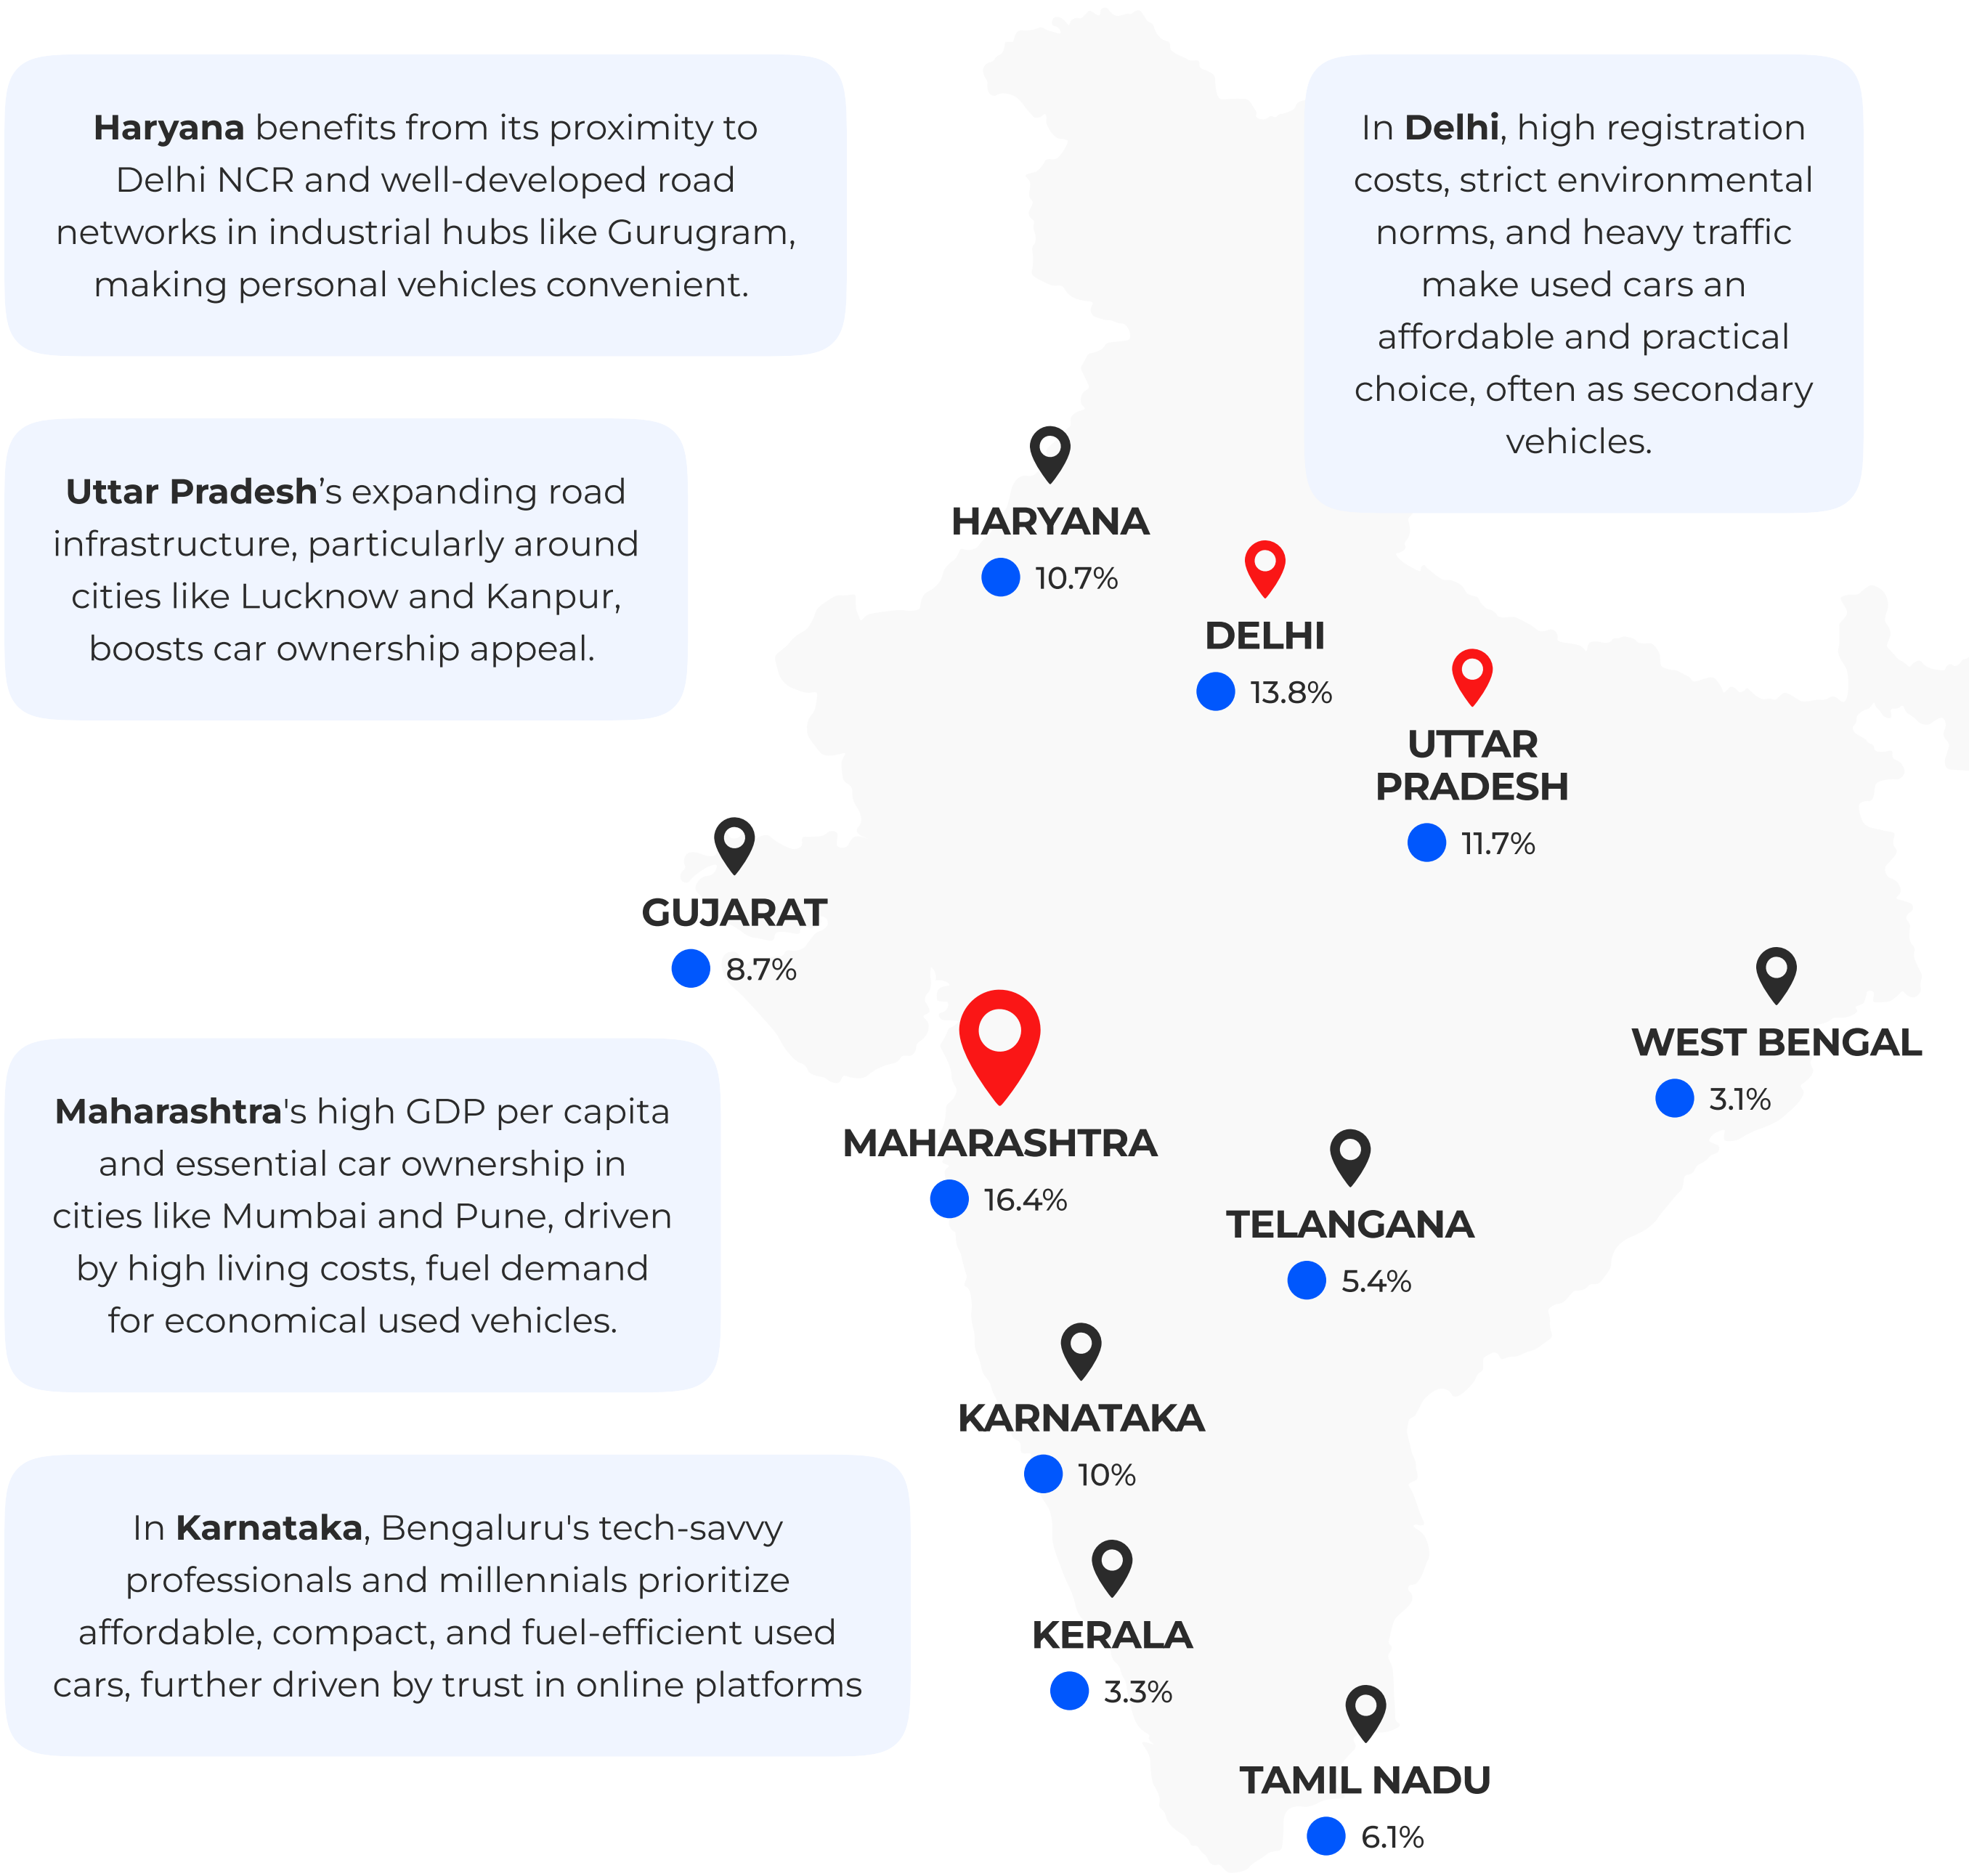 Haryana benefits from its proximity to
Delhi NCR and well-developed road
networks in industrial hubs like Gurugram,
making personal vehicles convenient.
In Delhi, high registration
costs, strict environmental
norms, and heavy traffic
make used cars an
affordable and practical
choice, often as secondary
vehicles.
Uttar Pradesh’s expanding road
infrastructure, particularly around
cities like Lucknow and Kanpur,
boosts car ownership appeal.
HARYANA
10.7%
DELHI
13.8%
UTTAR
PRADESH
11.7%
GUJARAT
8.7%
WEST BENGAL
3.1%
Maharashtra's high GDP per capita
and essential car ownership in
cities like Mumbai and Pune, driven
by high living costs, fuel demand
for economical used vehicles.
MAHARASHTRA
16.4%
TELANGANA
5.4%
KARNATAKA
10%
In Karnataka, Bengaluru's tech-savvy
professionals and millennials prioritize
affordable, compact, and fuel-efficient used
cars, further driven by trust in online platforms
KERALA
3.3%
TAMIL NADU
6.1%